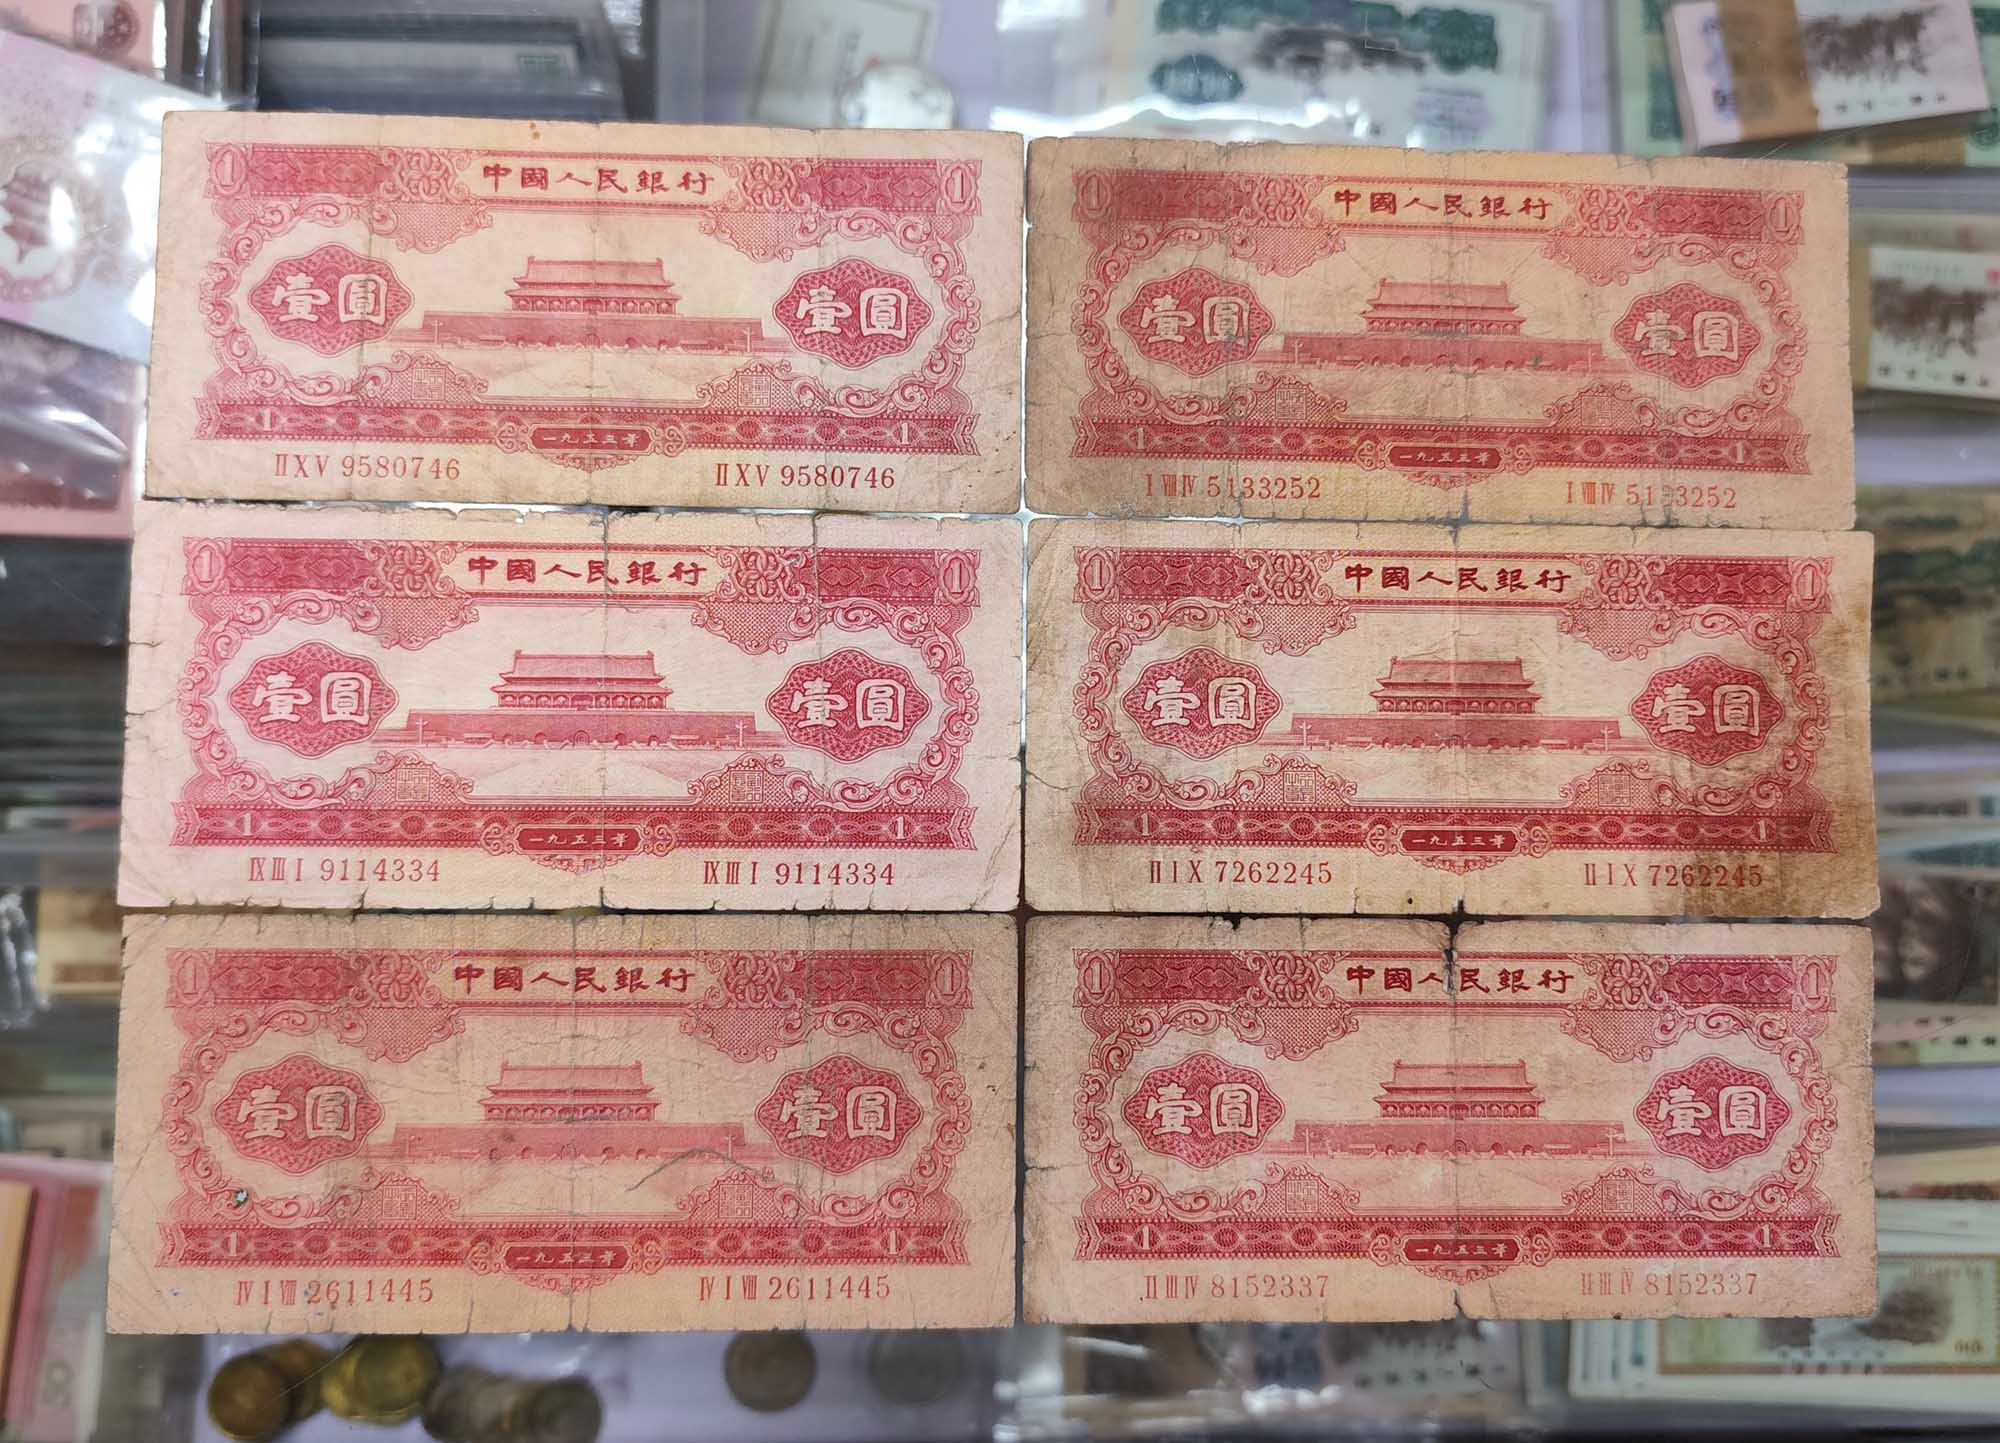 1 中國人民銀行 1
壹圓 壹圓
1 一九五三年 1
ⅡⅩⅤ 9580746 ⅡⅩⅤ 9580746
1 中國人民銀行 1
壹圓 壹圓
1 一九五三年 1
ⅠⅧⅣ 5133252 ⅠⅧⅣ 5133252
1 中國人民銀行 1
壹圓 壹圓
1 一九五三年 1
ⅨⅢⅠ 9114334 ⅨⅢⅠ 9114334
1 中國人民銀行 1
壹圓 壹圓
1 一九五三年 1
ⅡⅠⅩ 7262245 ⅡⅠⅩ 7262245
1 中國人民銀行 1
壹圓 壹圓
1 一九五三年 1
ⅣⅠⅧ 2611445 ⅣⅠⅧ 2611445
1 中國人民銀行 1
壹圓 壹圓
1 一九五三年 1
ⅡⅢⅣ 8152337 ⅡⅢⅣ 8152337